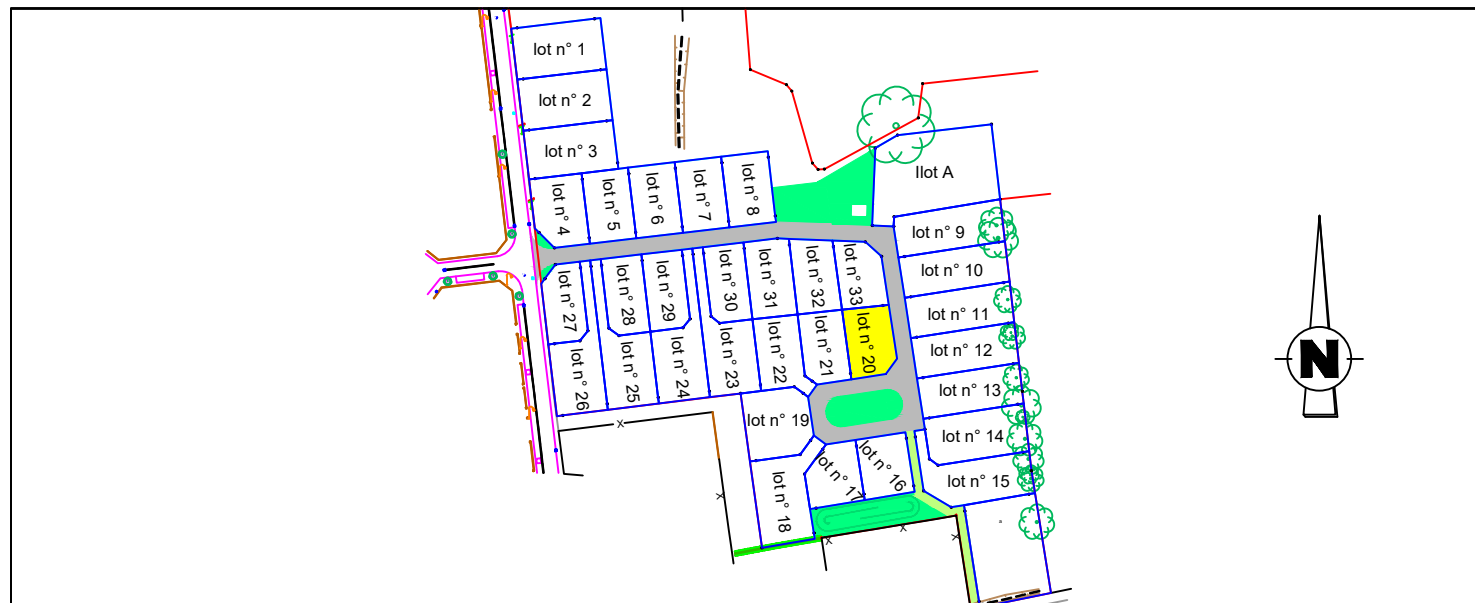 lot n° 1
lot n° 2
lot n° 3
lot n° 4
lot n° 5
lot n° 6
lot n° 7
lot n° 8
Ilot A
lot n° 9
lot n° 10
lot n° 11
lot n° 12
lot n° 13
lot n° 14
lot n° 15
lot n° 27
lot n° 28
lot n° 29
lot n° 30
lot n° 31
lot n° 32
lot n° 33
lot n° 26
lot n° 25
lot n° 24
lot n° 23
lot n° 22
lot n° 21
lot n° 20
lot n° 19
lot n° 18
lot n° 17
lot n° 16
N